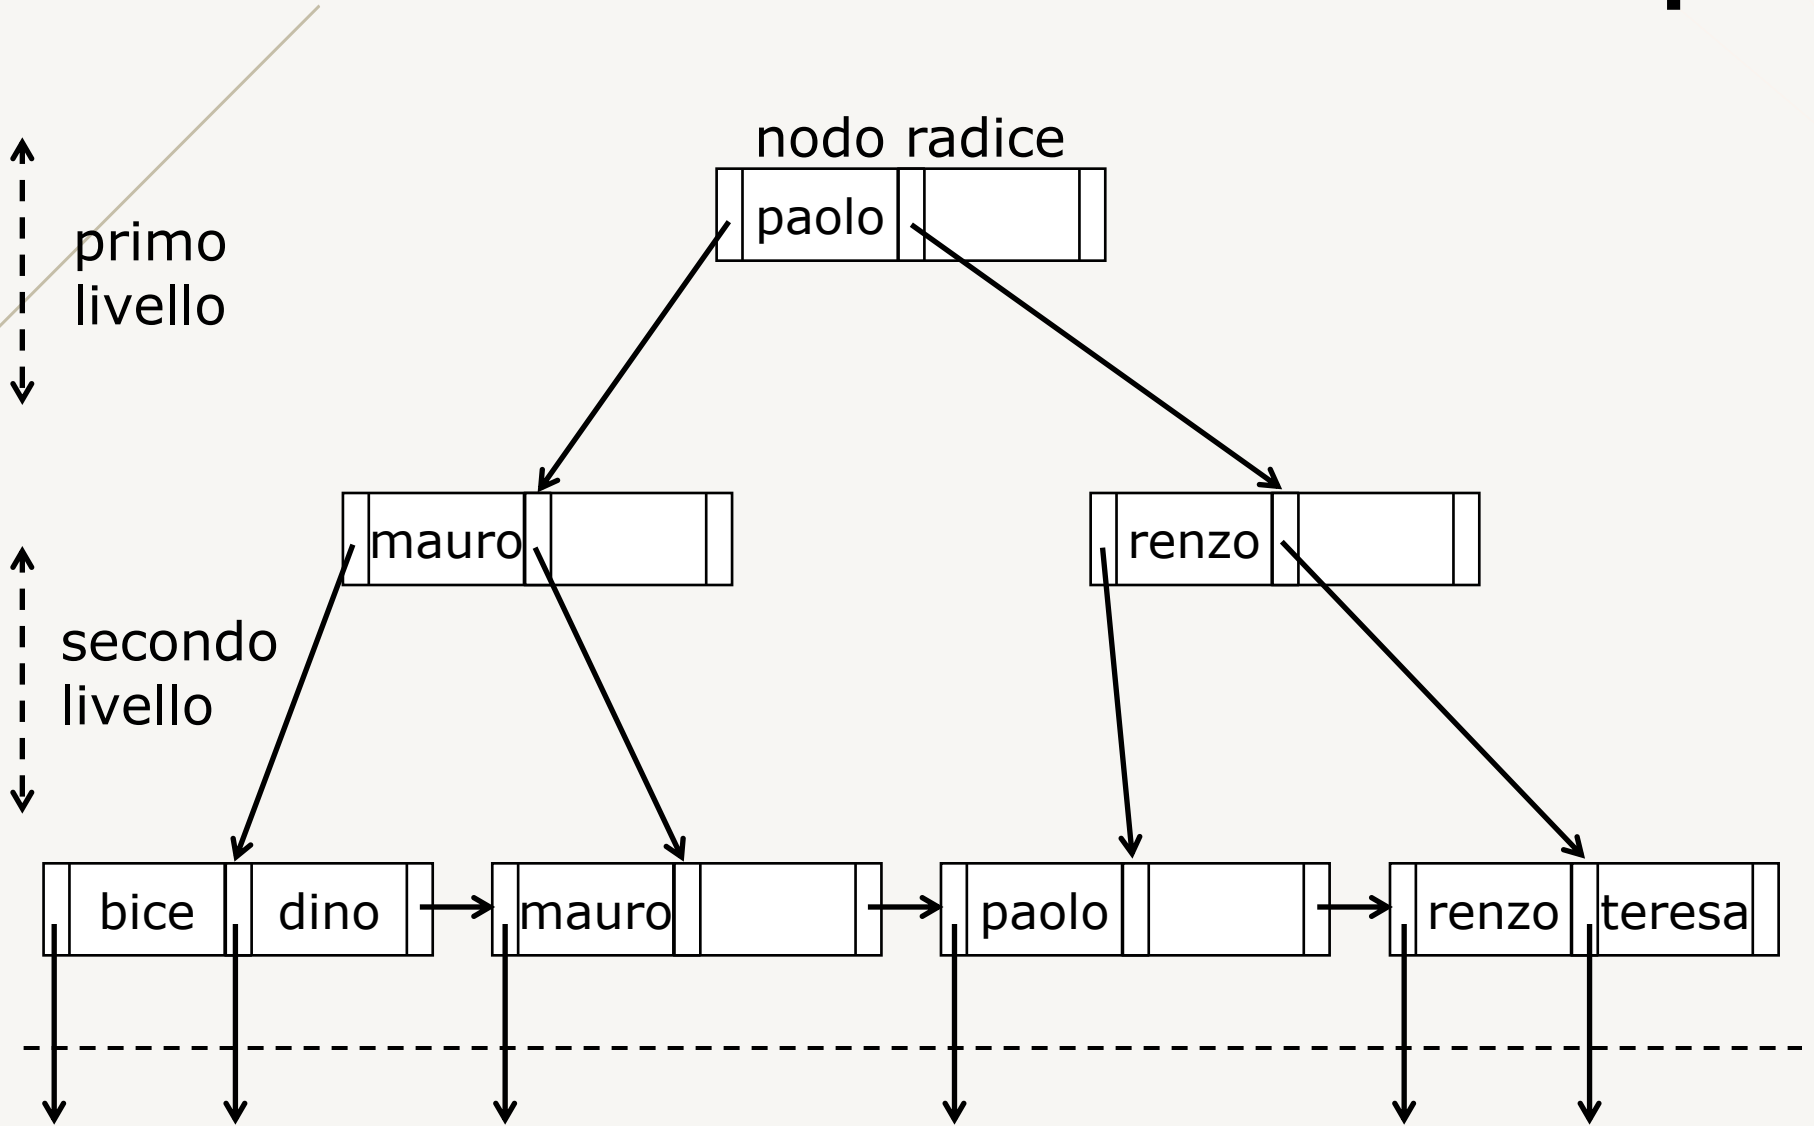 nodo radice
paolo
primo
livello
mauro
renzo
secondo
livello
bice
dino
mauro
paolo
renzo
teresa